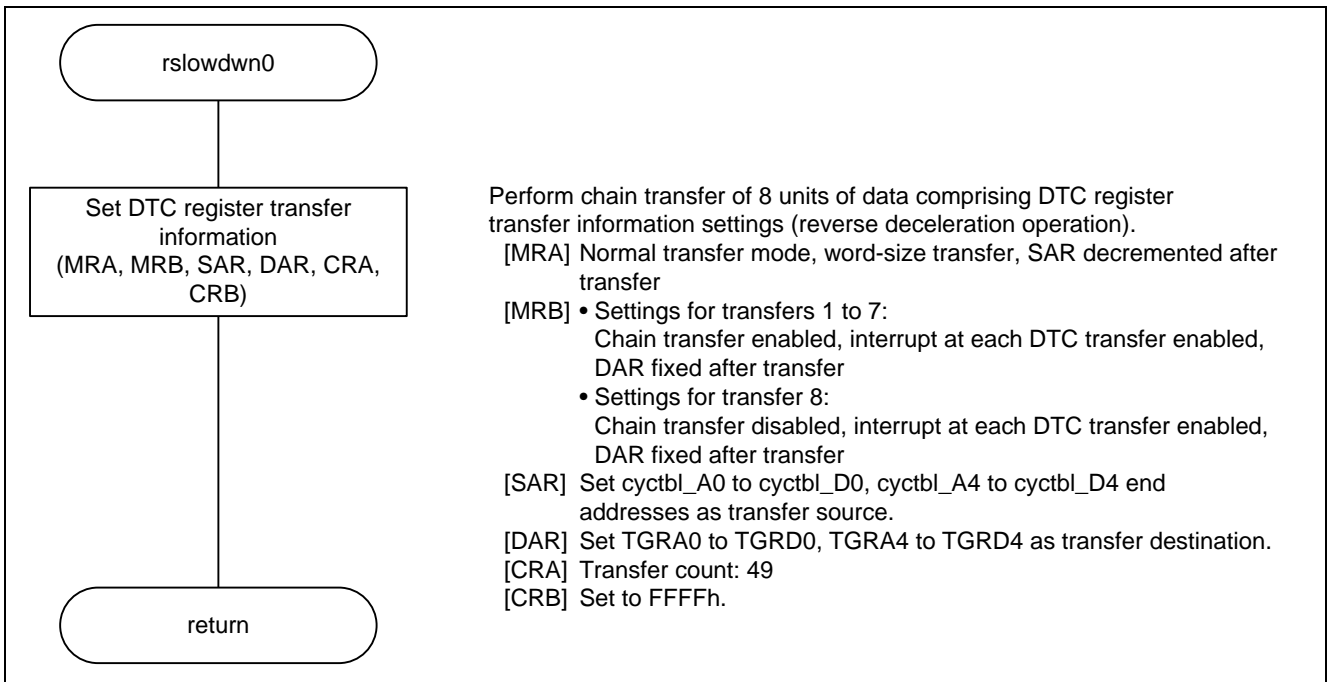 rslowdwn0
Set DTC register transfer
information
(MRA, MRB, SAR, DAR, CRA,
CRB)
Perform chain transfer of 8 units of data comprising DTC register
transfer information settings (reverse deceleration operation).
[MRA] Normal transfer mode, word-size transfer, SAR decremented after
transfer
[MRB] • Settings for transfers 1 to 7:
Chain transfer enabled, interrupt at each DTC transfer enabled,
DAR fixed after transfer
• Settings for transfer 8:
Chain transfer disabled, interrupt at each DTC transfer enabled,
DAR fixed after transfer
[SAR] Set cyctbl_A0 to cyctbl_D0, cyctbl_A4 to cyctbl_D4 end
addresses as transfer source.
[DAR] Set TGRA0 to TGRD0, TGRA4 to TGRD4 as transfer destination.
[CRA] Transfer count: 49
[CRB] Set to FFFFh.
return